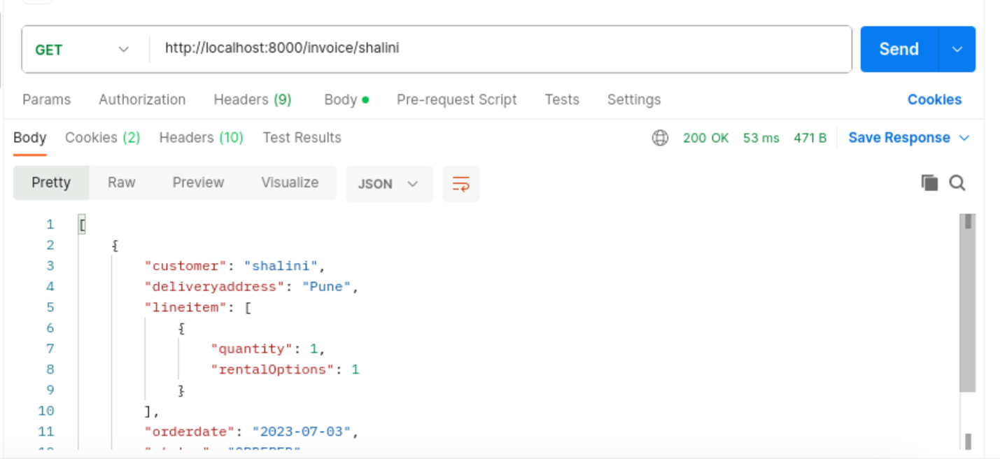 GET http://localhost:8000/invoice/shalini Send
Params Authorization Headers (9) Body Pre-request Script Tests Settings Cookies
Body Cookies (2) Headers (10) Test Results 200 OK 53 ms 471 B Save Response
Pretty Raw Preview Visualize JSON
1 [
2 {
3 "customer": "shalini",
4 "deliveryaddress": "Pune",
5 "lineitem": [
6 {
7 "quantity": 1,
8 "rentalOptions": 1
9 }
10 ],
11 "orderdate": "2023-07-03",